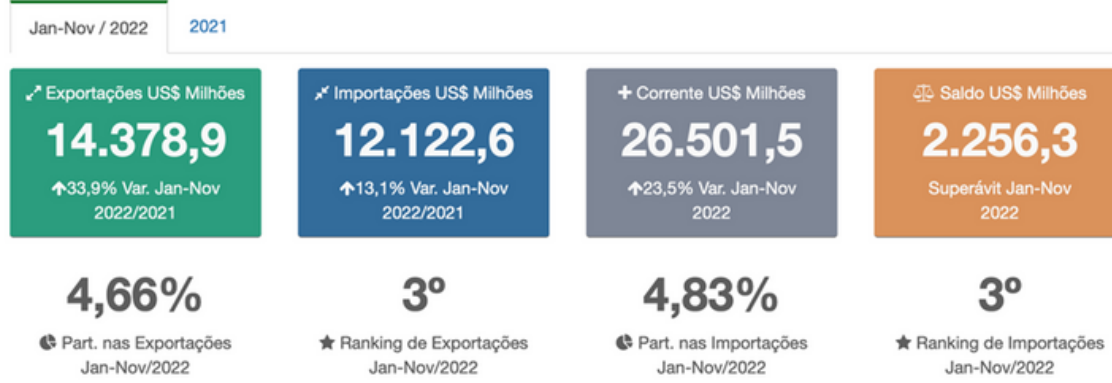 Jan-Nov / 2022
2021
Exportações US$ Milhões
14.378,9
33,9% Var. Jan-Nov
2022/2021
Importações US$ Milhões
12.122,6
13,1% Var. Jan-Nov
2022/2021
Corrente US$ Milhões
26.501,5
23,5% Var. Jan-Nov
2022
Saldo US$ Milhões
2.256,3
Superávit Jan-Nov
2022
4,66%
Part. nas Exportações
Jan-Nov/2022
3º
Ranking de Exportações
Jan-Nov/2022
4,83%
Part. nas Importações
Jan-Nov/2022
3º
Ranking de Importações
Jan-Nov/2022